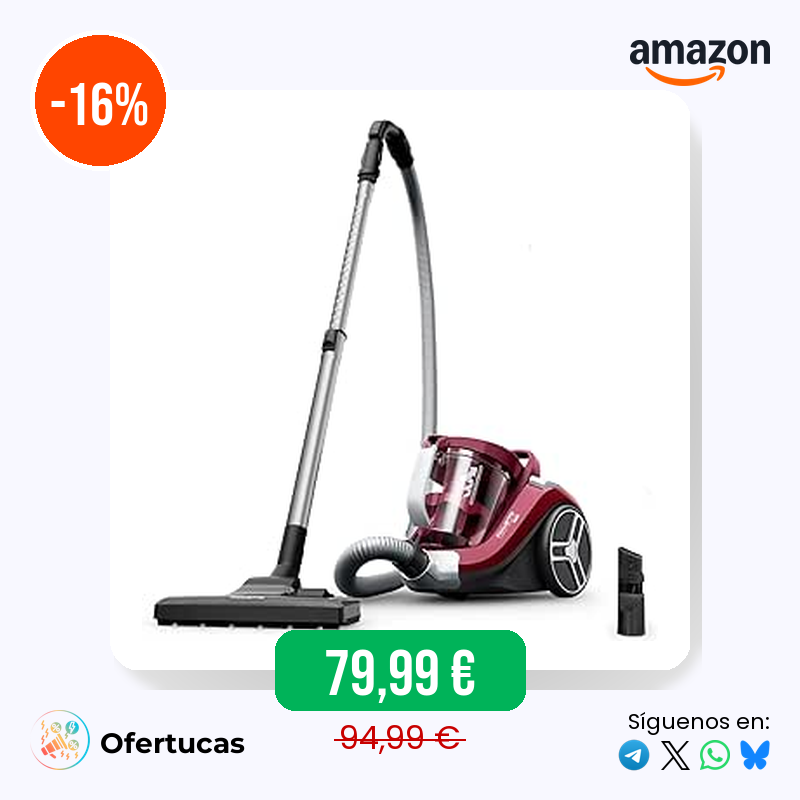 -16%
amazon
79,99 €
94,99 €
Ofertucas
Síguenos en: